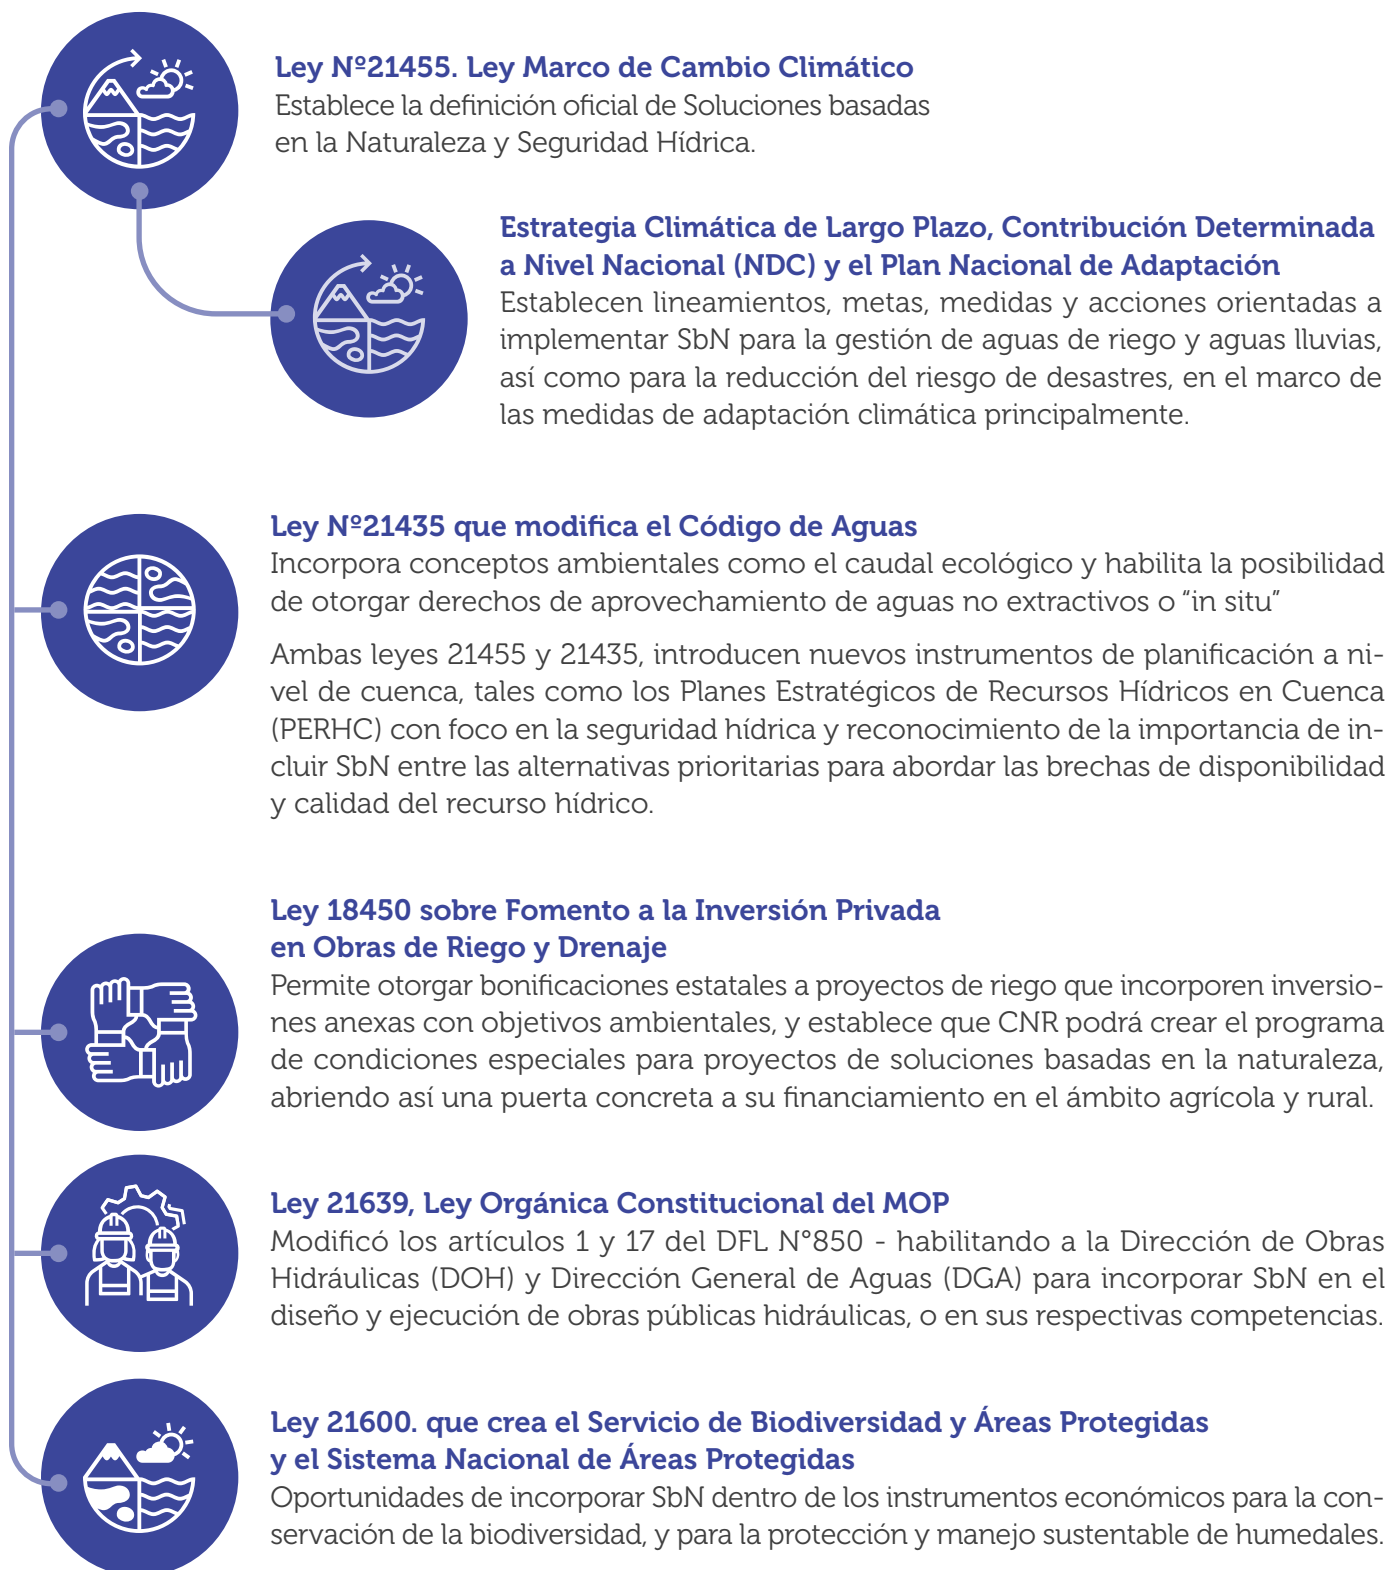 Ley Nº21455. Ley Marco de Cambio Climático
Establece la definición oficial de Soluciones basadas
en la Naturaleza y Seguridad Hídrica.
Estrategia Climática de Largo Plazo, Contribución Determinada
a Nivel Nacional (NDC) y el Plan Nacional de Adaptación
Establecen lineamientos, metas, medidas y acciones orientadas a
implementar SbN para la gestión de aguas de riego y aguas lluvias,
así como para la reducción del riesgo de desastres, en el marco de
las medidas de adaptación climática principalmente.
Ley Nº21435 que modifica el Código de Aguas
Incorpora conceptos ambientales como el caudal ecológico y habilita la posibilidad
de otorgar derechos de aprovechamiento de aguas no extractivos o “in situ”
Ambas leyes 21455 y 21435, introducen nuevos instrumentos de planificación a ni-
vel de cuenca, tales como los Planes Estratégicos de Recursos Hídricos en Cuenca
(PERHC) con foco en la seguridad hídrica y reconocimiento de la importancia de in-
cluir SbN entre las alternativas prioritarias para abordar las brechas de disponibilidad
y calidad del recurso hídrico.
Ley 18450 sobre Fomento a la Inversión Privada
en Obras de Riego y Drenaje
Permite otorgar bonificaciones estatales a proyectos de riego que incorporen inversio-
nes anexas con objetivos ambientales, y establece que CNR podrá crear el programa
de condiciones especiales para proyectos de soluciones basadas en la naturaleza,
abriendo así una puerta concreta a su financiamiento en el ámbito agrícola y rural.
Ley 21639, Ley Orgánica Constitucional del MOP
Modificó los artículos 1 y 17 del DFL N°850 - habilitando a la Dirección de Obras
Hidráulicas (DOH) y Dirección General de Aguas (DGA) para incorporar SbN en el
diseño y ejecución de obras públicas hidráulicas, o en sus respectivas competencias.
Ley 21600. que crea el Servicio de Biodiversidad y Áreas Protegidas
y el Sistema Nacional de Áreas Protegidas
Oportunidades de incorporar SbN dentro de los instrumentos económicos para la con-
servación de la biodiversidad, y para la protección y manejo sustentable de humedales.